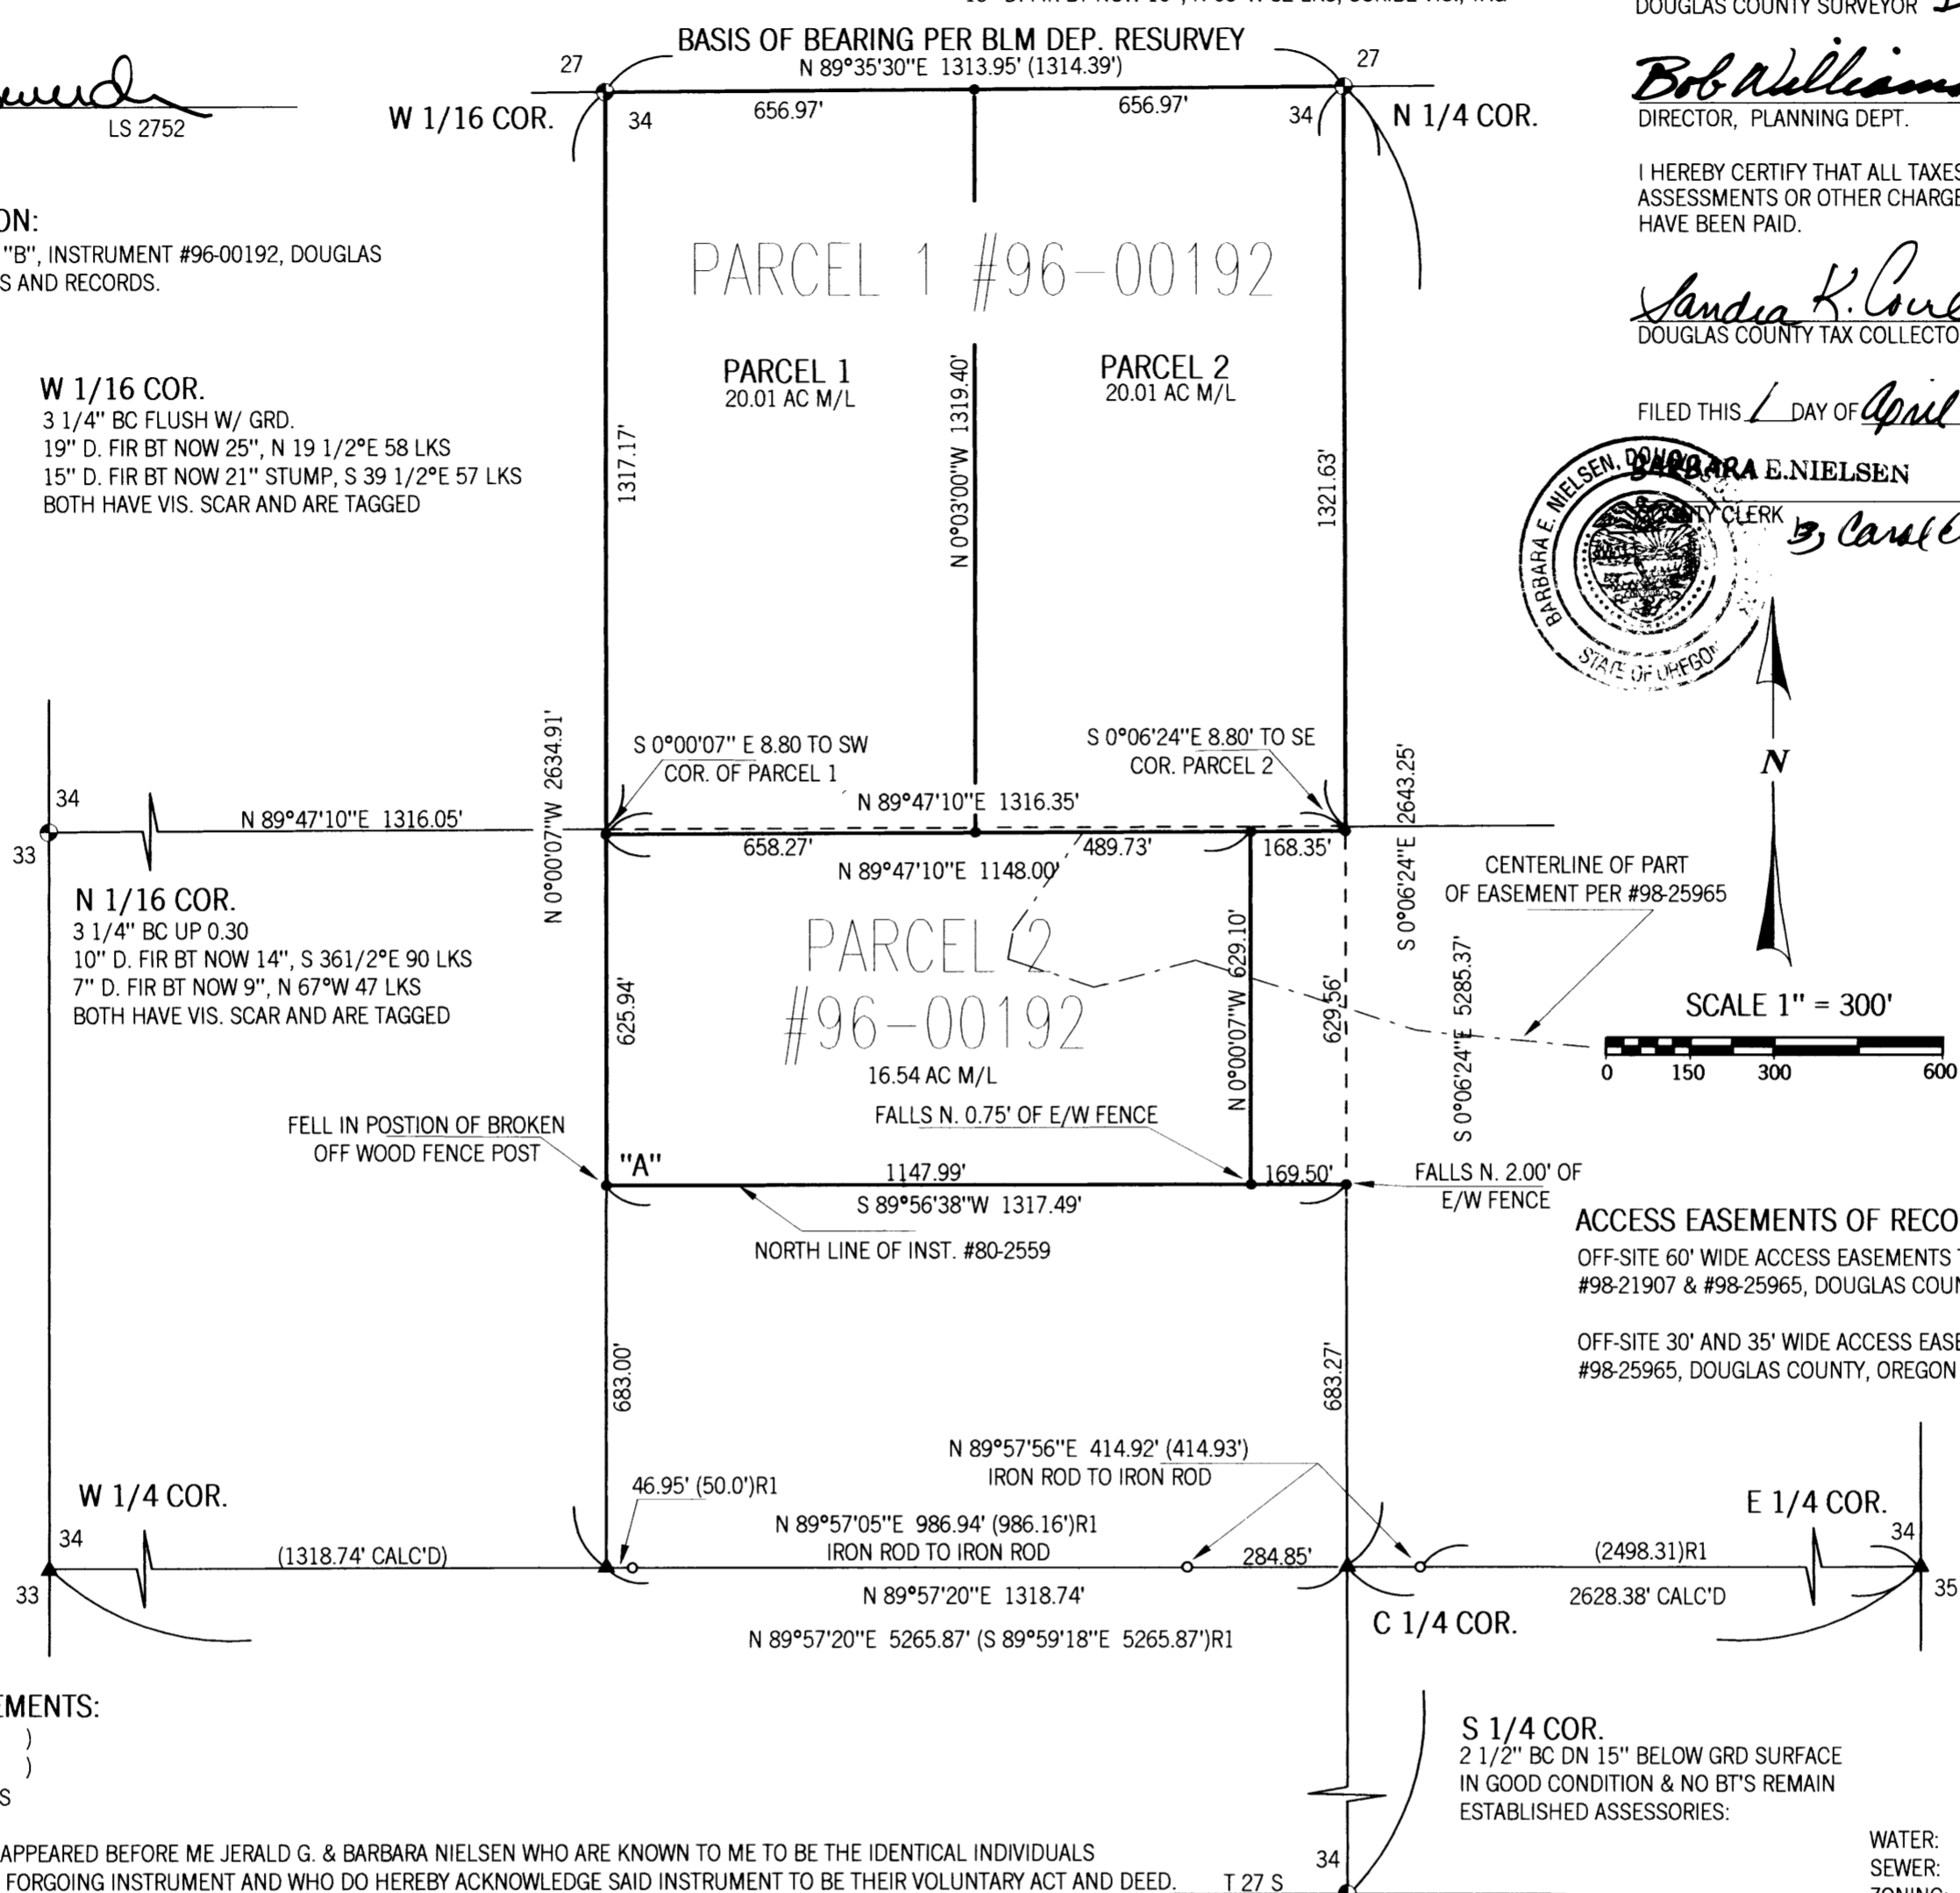 DOUGLAS COUNTY SURVEYOR
BASIS OF BEARING PER BLM DEP. RESURVEY
N 89°35'30"E 1313.95' (1314.39')
27
27
656.97'
656.97'
W 1/16 COR.
34
34
N 1/4 COR.
LS 2752
Bob Williams
DIRECTOR, PLANNING DEPT.
I HEREBY CERTIFY THAT ALL TAXES
ASSESSMENTS OR OTHER CHARGE
HAVE BEEN PAID.
Sandra K.
DOUGLAS COUNTY TAX COLLECTO
FILED THIS 1 DAY OF April
BARBARA E. NIELSEN
BARBARA E. NIELSEN, DOUGLAS
STATE OF OREGON
CLERK
ON:
"B", INSTRUMENT #96-00192, DOUGLAS
S AND RECORDS.
PARCEL 1 #96-00192
PARCEL 1
20.01 AC M/L
PARCEL 2
20.01 AC M/L
W 1/16 COR.
3 1/4" BC FLUSH W/ GRD.
19" D. FIR BT NOW 25", N 19 1/2°E 58 LKS
15" D. FIR BT NOW 21" STUMP, S 39 1/2°E 57 LKS
BOTH HAVE VIS. SCAR AND ARE TAGGED
1317.17'
N 0°03'00"W 1319.40'
1321.63'
N
SCALE 1" = 300'
0 150 300 600
N 0°00'07"W 2634.91'
S 0°00'07" E 8.80 TO SW
COR. OF PARCEL 1
S 0°06'24"E 8.80' TO SE
COR. PARCEL 2
S 0°06'24"E 2643.25'
34
33
N 89°47'10"E 1316.05'
N 89°47'10"E 1316.35'
658.27'
489.73'
168.35'
N 89°47'10"E 1148.00'
CENTERLINE OF PART
OF EASEMENT PER #98-25965
N 1/16 COR.
3 1/4" BC UP 0.30
10" D. FIR BT NOW 14", S 361/2°E 90 LKS
7" D. FIR BT NOW 9", N 67°W 47 LKS
BOTH HAVE VIS. SCAR AND ARE TAGGED
PARCEL 2
#96-00192
16.54 AC M/L
625.94'
N 0°00'07"W 629.10'
629.56'
S 0°06'24"E 5285.37'
FELL IN POSTION OF BROKEN
OFF WOOD FENCE POST
FALLS N. 0.75' OF E/W FENCE
"A"
1147.99'
169.50'
S 89°56'38"W 1317.49'
FALLS N. 2.00' OF
E/W FENCE
NORTH LINE OF INST. #80-2559
ACCESS EASEMENTS OF RECO
OFF-SITE 60' WIDE ACCESS EASEMENTS
#98-21907 & #98-25965, DOUGLAS COUN
OFF-SITE 30' AND 35' WIDE ACCESS EASE
#98-25965, DOUGLAS COUNTY, OREGON
683.00'
683.27'
N 89°57'56"E 414.92' (414.93')
IRON ROD TO IRON ROD
46.95' (50.0')R1
W 1/4 COR.
E 1/4 COR.
34
33
(1318.74' CALC'D)
N 89°57'05"E 986.94' (986.16')R1
IRON ROD TO IRON ROD
284.85'
(2498.31)R1
2628.38' CALC'D
34
35
N 89°57'20"E 1318.74'
N 89°57'20"E 5265.87' (S 89°59'18"E 5265.87')R1
C 1/4 COR.
EMENTS:
)
)
S
S 1/4 COR.
2 1/2" BC DN 15" BELOW GRD SURFACE
IN GOOD CONDITION & NO BT'S REMAIN
ESTABLISHED ASSESSORIES:
APPEARED BEFORE ME JERALD G. & BARBARA NIELSEN WHO ARE KNOWN TO ME TO BE THE IDENTICAL INDIVIDUALS
FORGOING INSTRUMENT AND WHO DO HEREBY ACKNOWLEDGE SAID INSTRUMENT TO BE THEIR VOLUNTARY ACT AND DEED.
T 27 S
34
WATER:
SEWER: